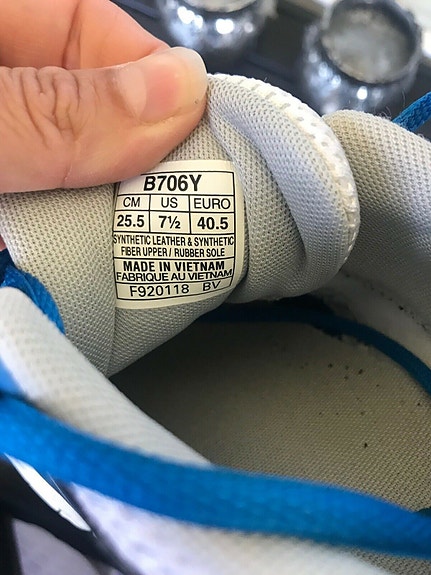 B706Y
CM US EURO
25.5 7½ 40.5
SYNTHETIC LEATHER & SYNTHETIC
FIBER UPPER / RUBBER SOLE
MADE IN VIETNAM
FABRIQUE AU VIETNAM
F920118 BV